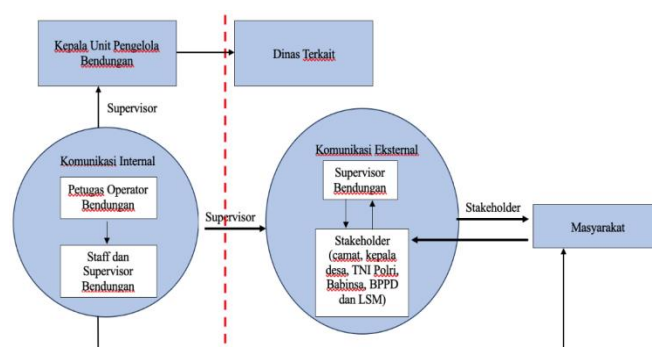 Kepala Unit Pengelola
Bendungan
Dinas Terkait
Supervisor
Komunikasi Internal
Petugas Operator
Bendungan
Staff dan
Supervisor
Bendungan
Supervisor
Komunikasi Eksternal
Supervisor
Bendungan
Stakeholder
(camat, kepala
desa, TNI Polri,
Babinsa, BPPD
dan LSM)
Stakeholder
Masyarakat